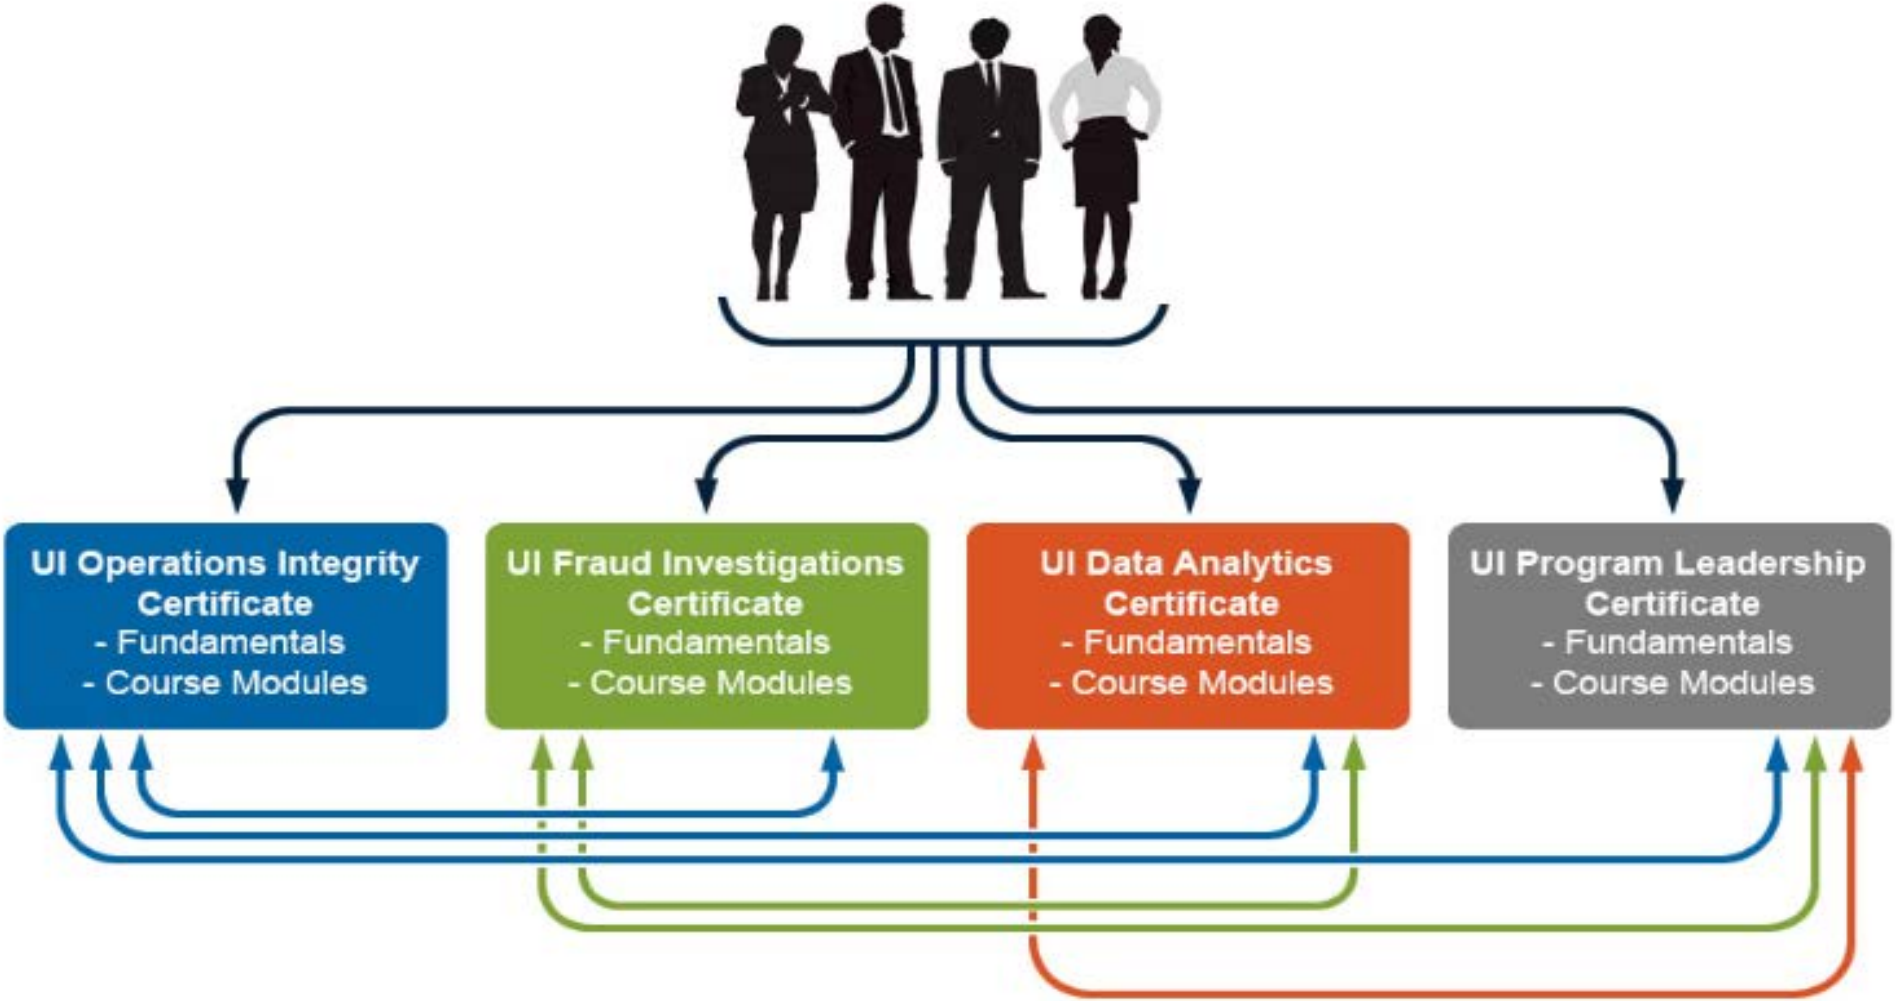 UI Operations Integrity
Certificate
- Fundamentals
- Course Modules
UI Fraud Investigations
Certificate
- Fundamentals
- Course Modules
UI Data Analytics
Certificate
- Fundamentals
- Course Modules
UI Program Leadership
Certificate
- Fundamentals
- Course Modules